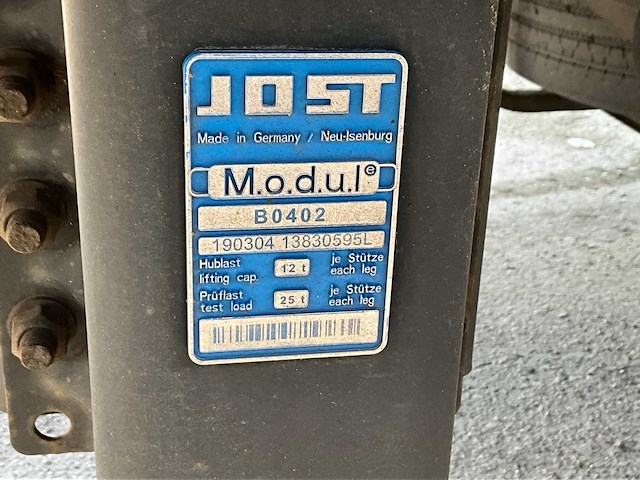 JOST
Made in Germany / Neu-Isenburg
M.o.d.u.l e
B0402
190304 13830595L
Hublast 12 t je Stütze
lifting cap. each leg
Prüflast 25 t je Stütze
test load each leg